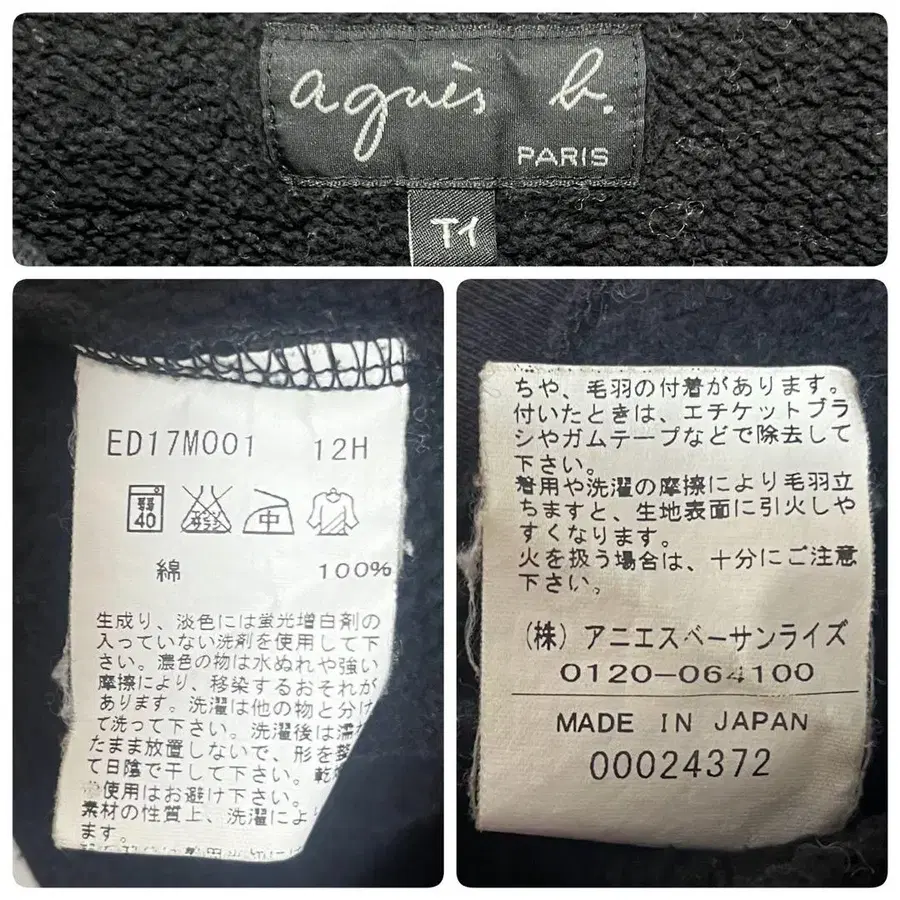 agnès b.
PARIS
T1
ED17M001 12H
40
中
綿 100%
生成り、淡色には蛍光増白剤の
入っていない洗剤を使用して下
さい。濃色の物は水ぬれや強い
摩擦により、移染するおそれが
あります。洗濯は他の物と分け
て洗って下さい。洗濯後は濡れ
たまま放置しないで、形を整
て日陰で干して下さい。乾
使用はお避け下さい。
素材の性質上、洗濯により
ます。
ちや、毛羽の付着があります。
付いたときは、エチケットブラ
シやガムテープなどで除去して
下さい。
着用や洗濯の摩擦により毛羽立
ちますと、生地表面に引火しや
すくなります。
火を扱う場合は、十分にご注意
下さい。
(株) アニエスベーサンライズ
0120-064100
MADE IN JAPAN
00024372